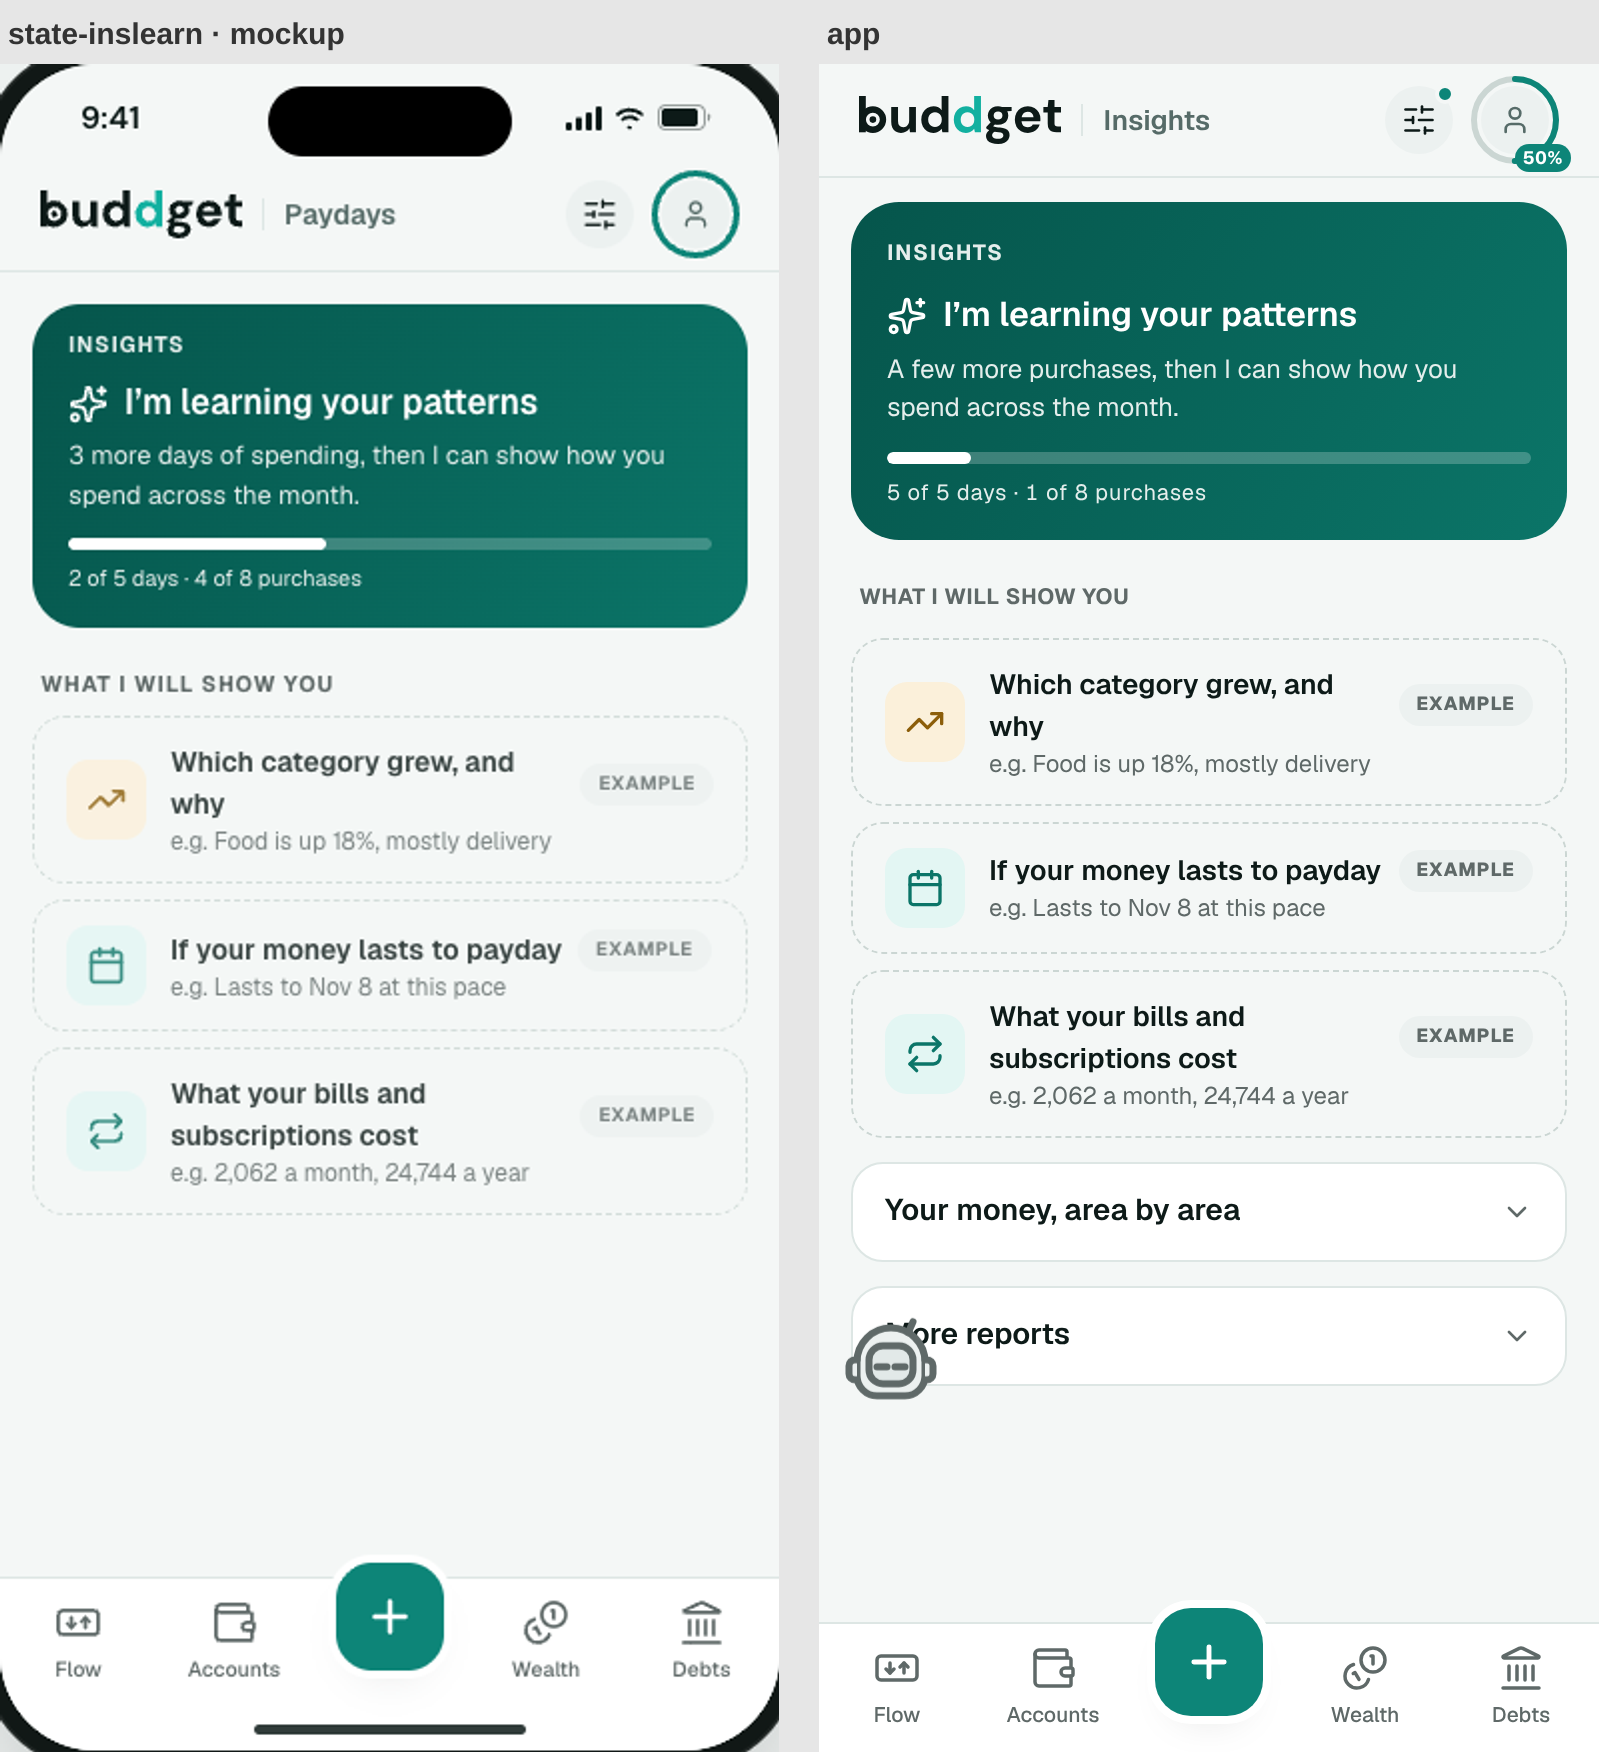 state-inslearn · mockup
9:41
buddget
Paydays
INSIGHTS
I'm learning your patterns
3 more days of spending, then I can show how you
spend across the month.
2 of 5 days · 4 of 8 purchases
WHAT I WILL SHOW YOU
Which category grew, and
why
e.g. Food is up 18%, mostly delivery
EXAMPLE
If your money lasts to payday
e.g. Lasts to Nov 8 at this pace
EXAMPLE
What your bills and
subscriptions cost
e.g. 2,062 a month, 24,744 a year
EXAMPLE
Flow
Accounts
Wealth
Debts
app
buddget
Insights
50%
INSIGHTS
I'm learning your patterns
A few more purchases, then I can show how you
spend across the month.
5 of 5 days · 1 of 8 purchases
WHAT I WILL SHOW YOU
Which category grew, and
why
e.g. Food is up 18%, mostly delivery
EXAMPLE
If your money lasts to payday
e.g. Lasts to Nov 8 at this pace
EXAMPLE
What your bills and
subscriptions cost
e.g. 2,062 a month, 24,744 a year
EXAMPLE
Your money, area by area
More reports
Flow
Accounts
Wealth
Debts